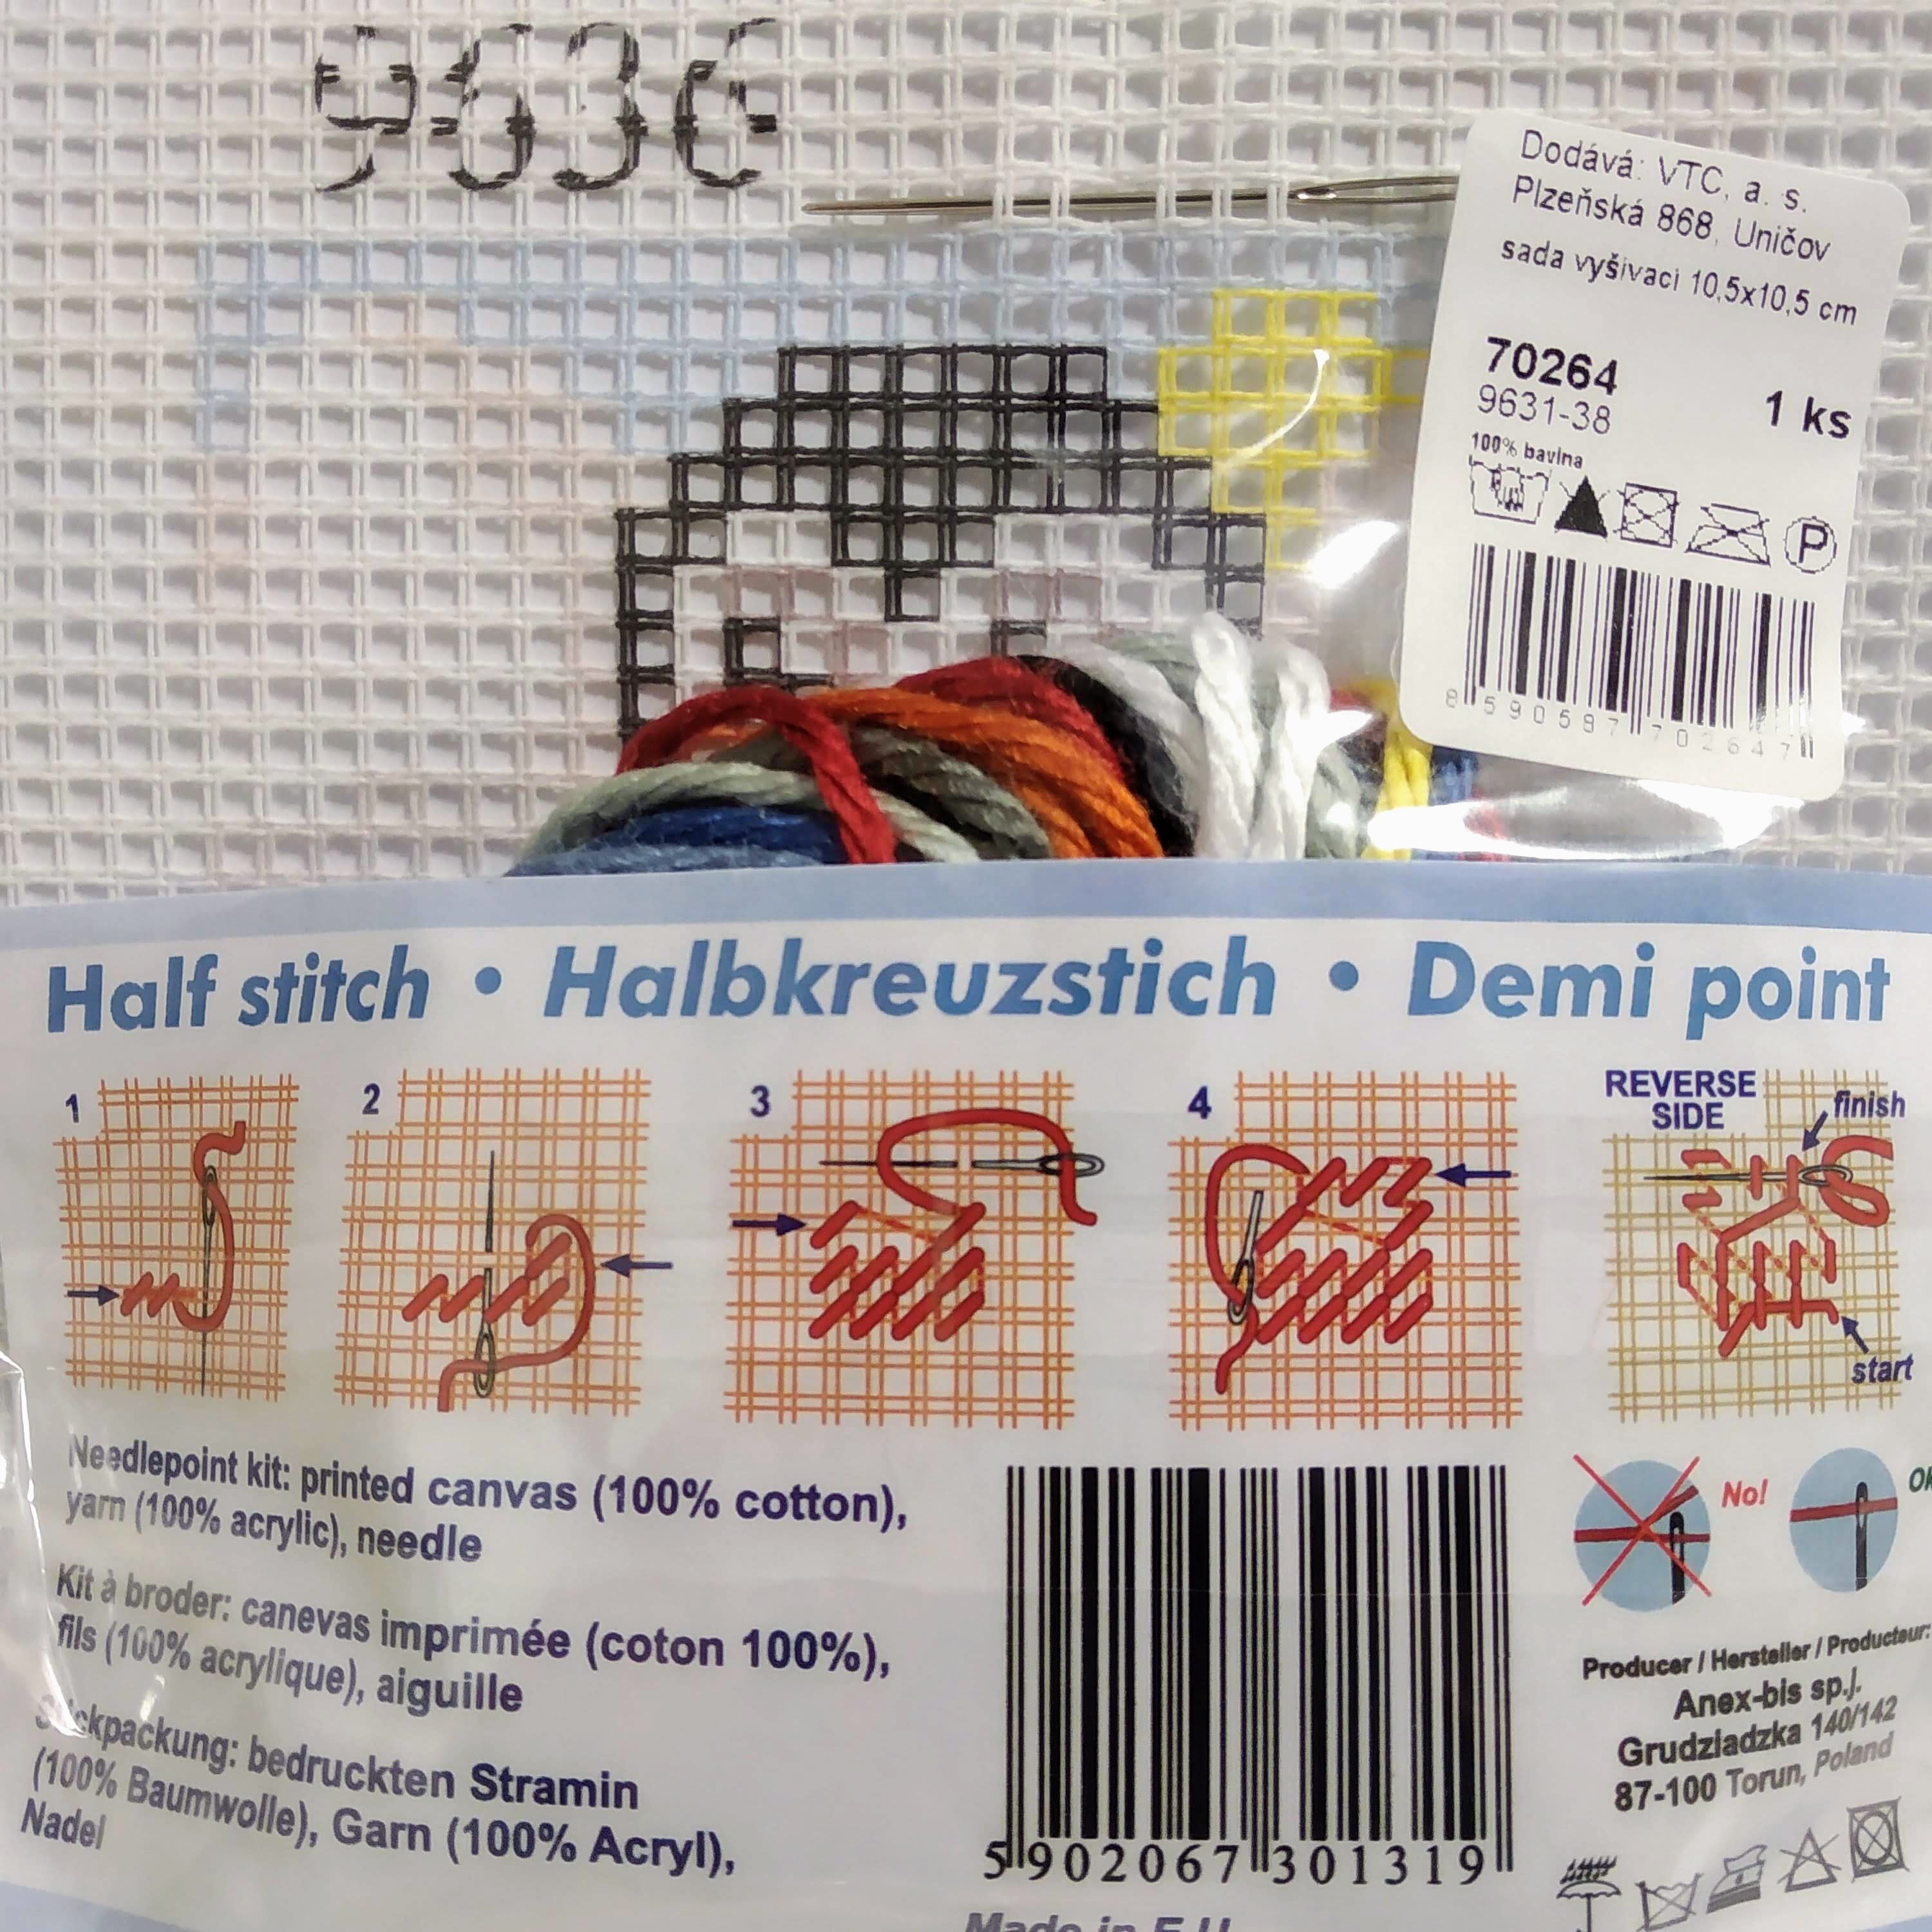 9636
Dodává: VTC, a. s.
Plzeňská 868, Uničov
sada vyšívací 10,5x10,5 cm
70264
9631-38
1 ks
100% bavlna
P
8 590587 702647
Half stitch • Halbkreuzstich • Demi point
1
2
3
4
REVERSE
SIDE
finish
start
Needlepoint kit: printed canvas (100% cotton),
yarn (100% acrylic), needle
Kit à broder: canevas imprimée (coton 100%),
fils (100% acrylique), aiguille
Stickpackung: bedruckten Stramin
(100% Baumwolle), Garn (100% Acryl),
Nadel
5 902067 301319
No!
Producer / Hersteller / Producteur:
Anex-bis sp.j.
Grudziadzka 140/142
87-100 Torun, Poland
Made in E.U.